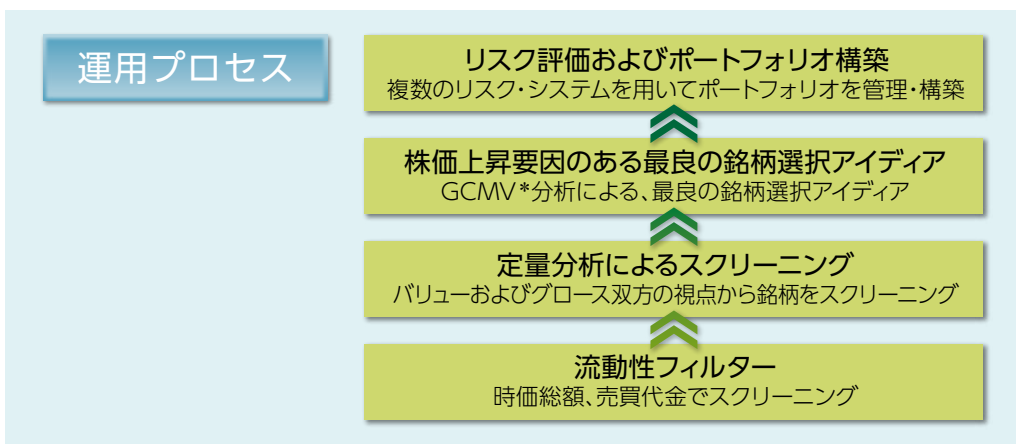 運用プロセス
リスク評価およびポートフォリオ構築
複数のリスク・システムを用いてポートフォリオを管理・構築
株価上昇要因のある最良の銘柄選択アイディア
GCMV*分析による、最良の銘柄選択アイディア
定量分析によるスクリーニング
バリューおよびグロース双方の視点から銘柄をスクリーニング
流動性フィルター
時価総額、売買代金でスクリーニング